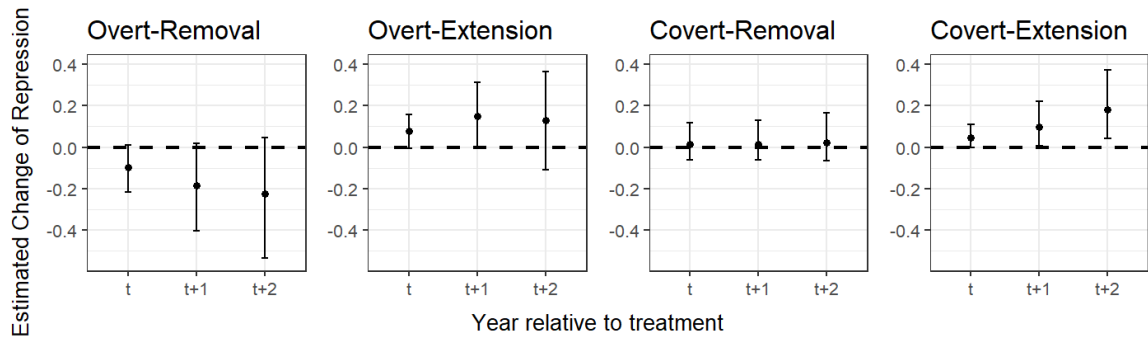 Overt-Removal
Overt-Extension
Covert-Removal
Covert-Extension
Estimated Change of Repression
0.4
0.2
0.0
-0.2
-0.4
t
t+1
t+2
0.4
0.2
0.0
-0.2
-0.4
t
t+1
t+2
0.4
0.2
0.0
-0.2
-0.4
t
t+1
t+2
0.4
0.2
0.0
-0.2
-0.4
t
t+1
t+2
Year relative to treatment